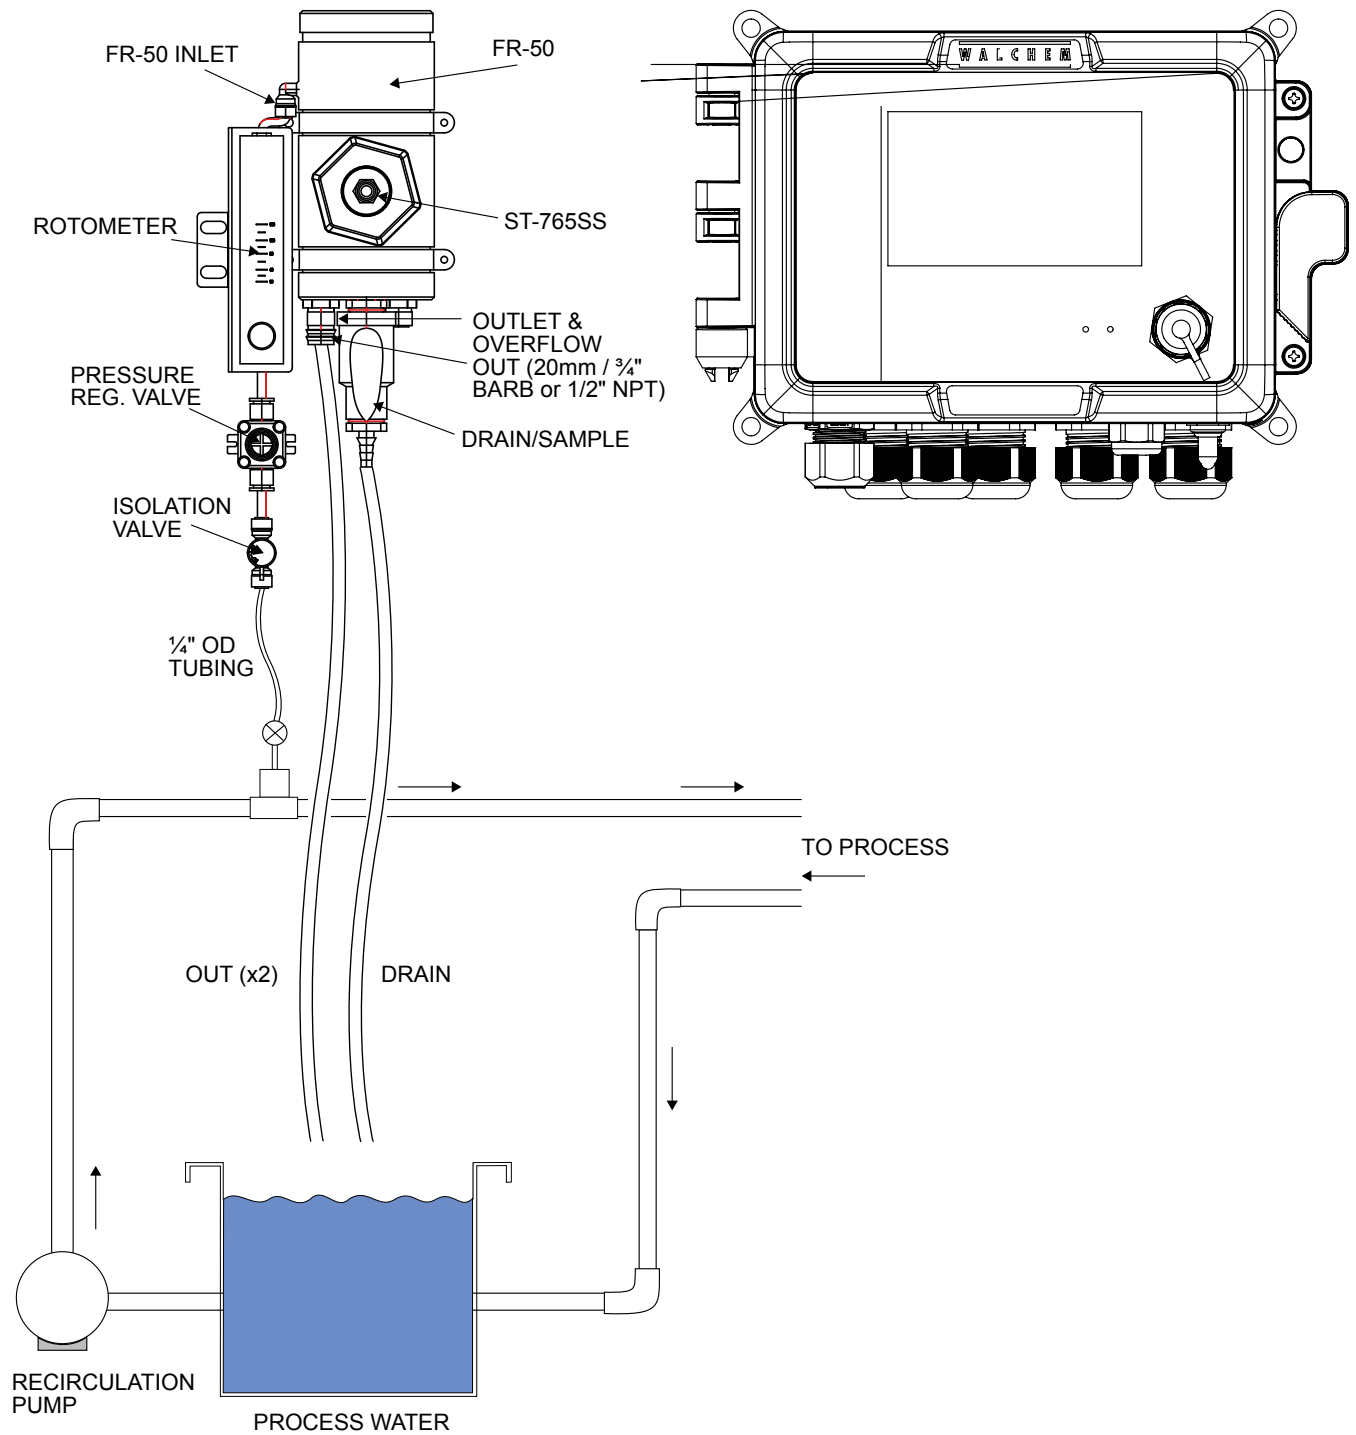 FR-50 INLET
FR-50
WALCHEM
ROTOMETER
ST-765SS
OUTLET &
OVERFLOW
OUT (20mm / ¾"
BARB or 1/2" NPT)
PRESSURE
REG. VALVE
DRAIN/SAMPLE
ISOLATION
VALVE
¼" OD
TUBING
TO PROCESS
OUT (x2)
DRAIN
RECIRCULATION
PUMP
PROCESS WATER